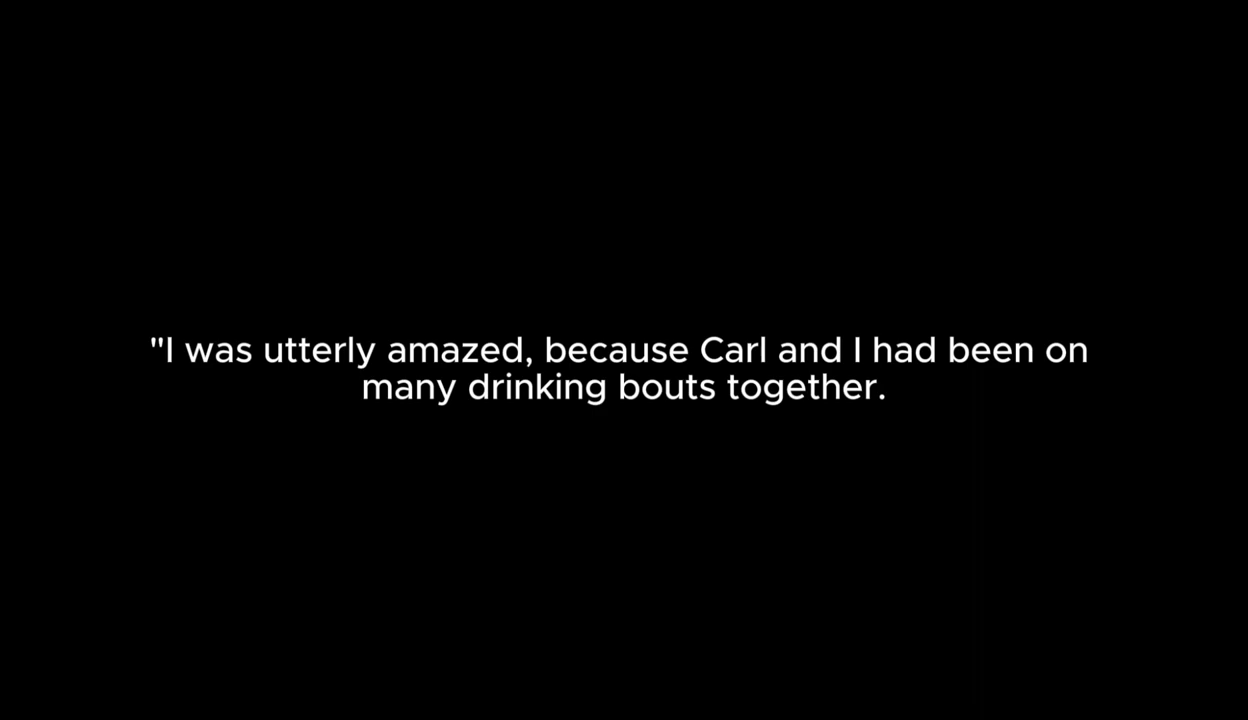 "I was utterly amazed, because Carl and I had been on
many drinking bouts together.